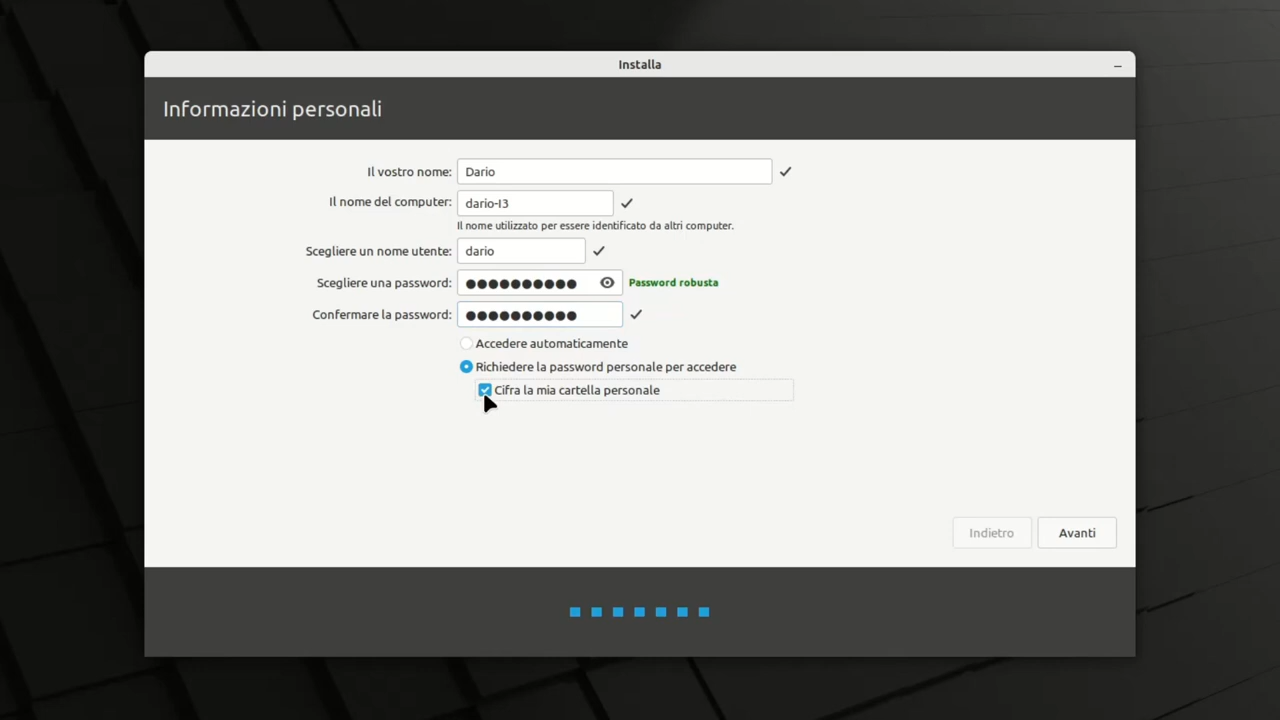 Installa
Informazioni personali
Il vostro nome: Dario
Il nome del computer: dario-I3
Il nome utilizzato per essere identificato da altri computer.
Scegliere un nome utente: dario
Scegliere una password: ●●●●●●●●●● Password robusta
Confermare la password: ●●●●●●●●●●
Accedere automaticamente
Richiedere la password personale per accedere
Cifra la mia cartella personale
Indietro Avanti